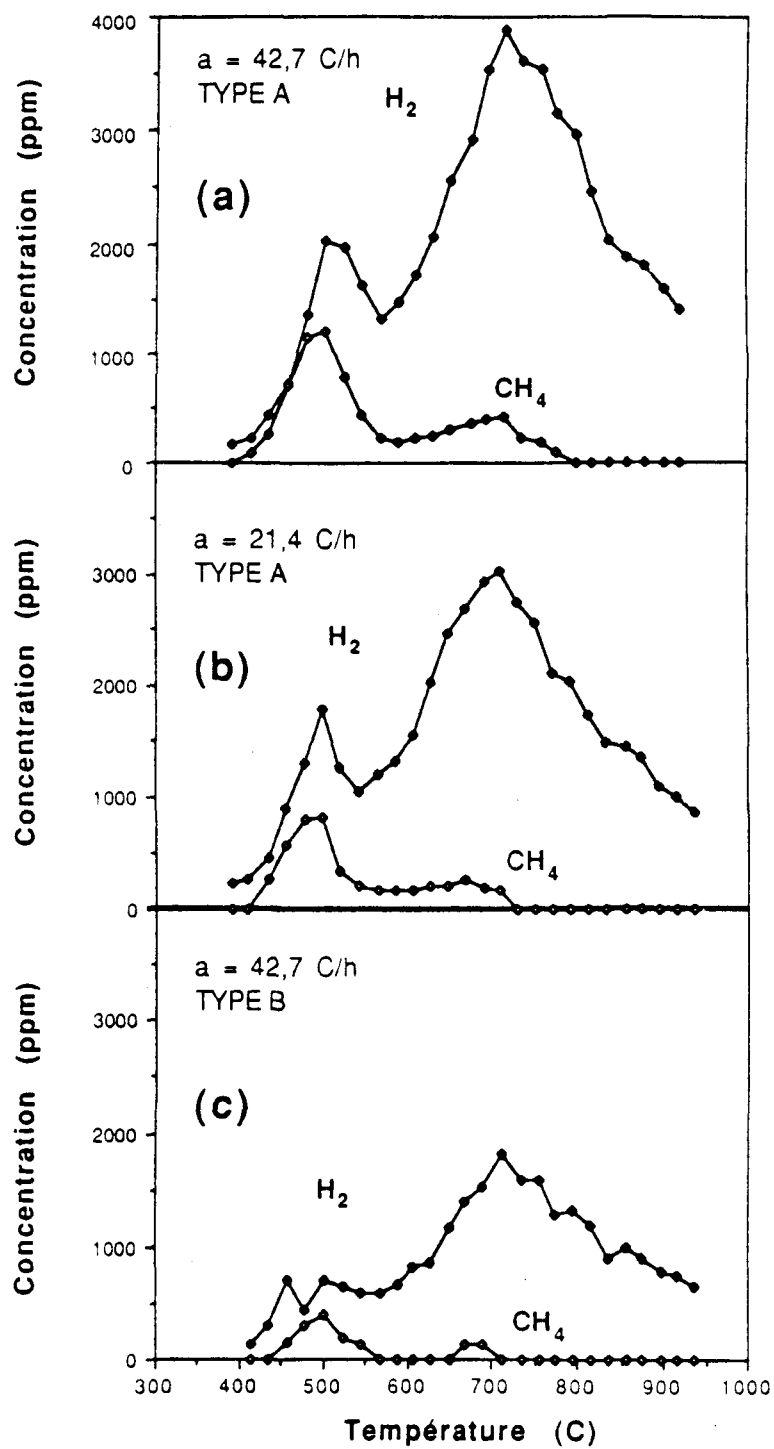 4000
a = 42,7 C/h
TYPE A
H2
3000
(a)
2000
1000
CH4
0
Concentration (ppm)
a = 21,4 C/h
TYPE A
3000
H2
(b)
2000
1000
CH4
0
Concentration (ppm)
a = 42,7 C/h
TYPE B
3000
(c)
2000
H2
1000
CH4
0
Concentration (ppm)
300 400 500 600 700 800 900 1000
Température (C)